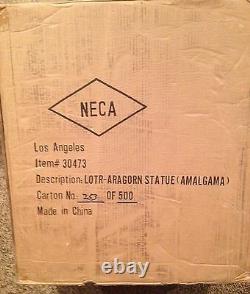 NECA
Los Angeles
Item# 30473
Description: LOTR-ARAGORN STATUE(AMALGAMA)
Carton No. 20 OF 500
Made in China